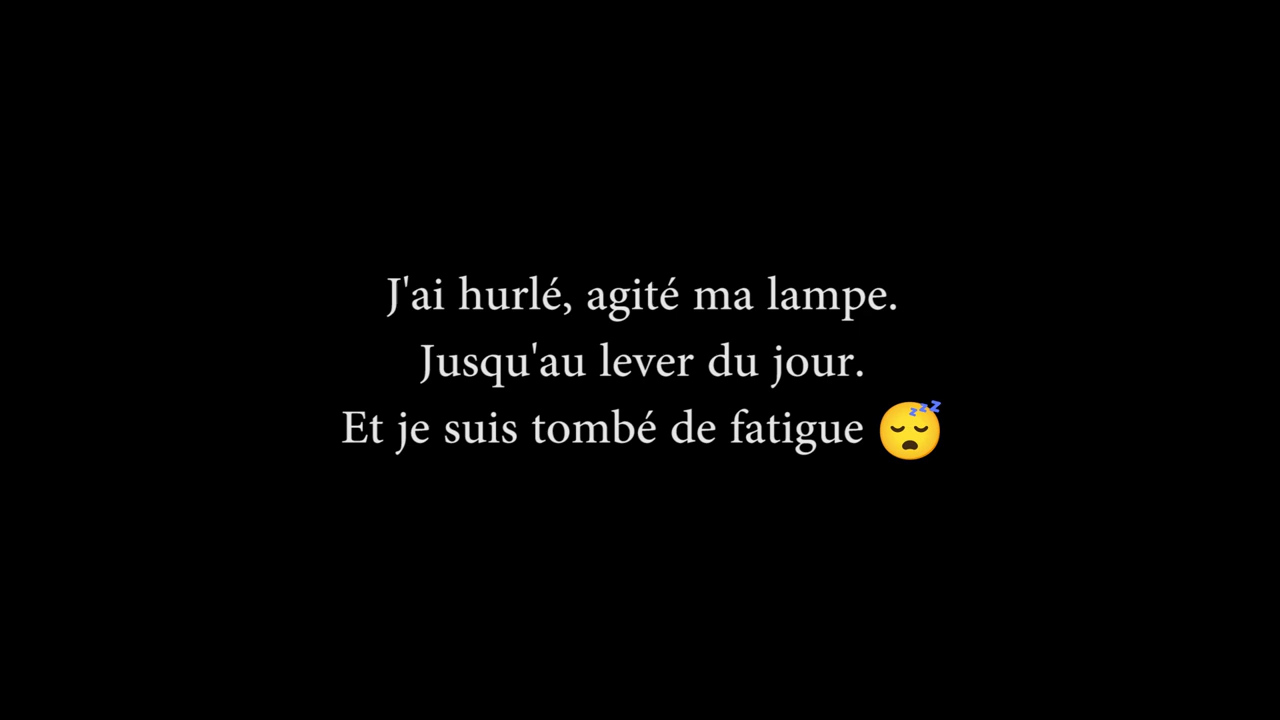 J'ai hurlé, agité ma lampe.
Jusqu'au lever du jour.
Et je suis tombé de fatigue 😴